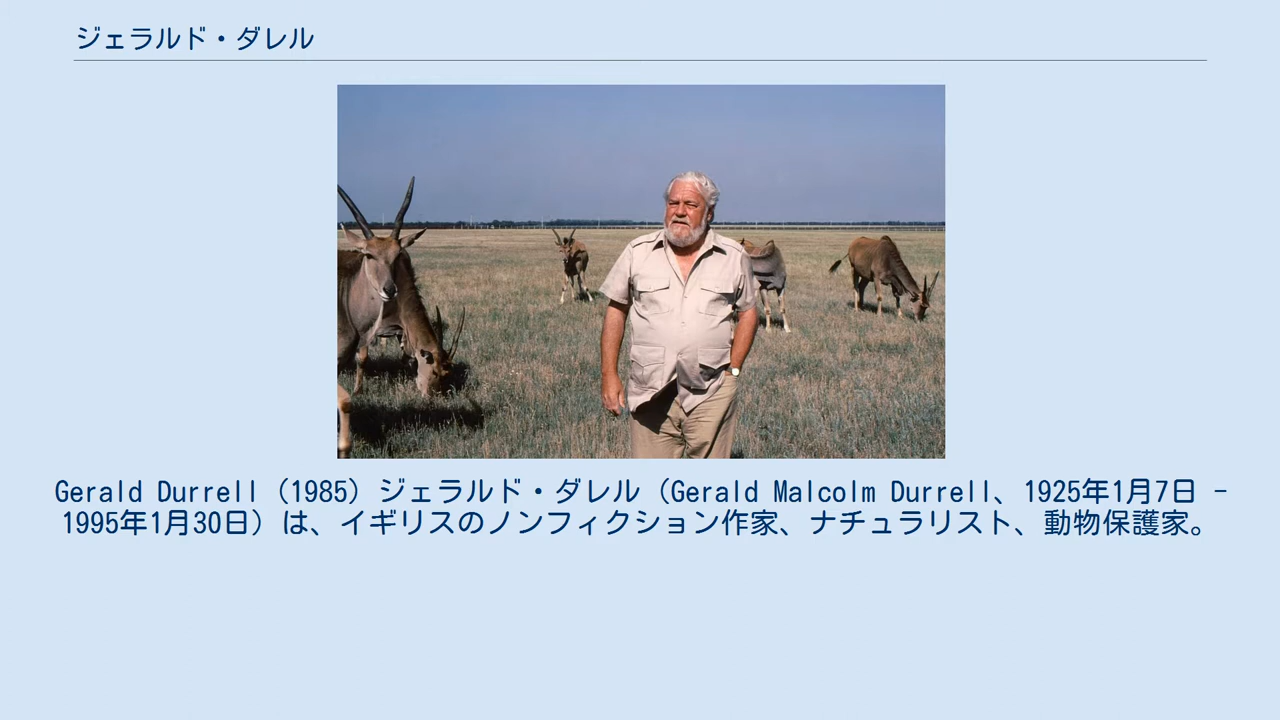 ジェラルド・ダレル
Gerald Durrell (1985) ジェラルド・ダレル（Gerald Malcolm Durrell、1925年1月7日 -
1995年1月30日）は、イギリスのノンフィクション作家、ナチュラリスト、動物保護家。